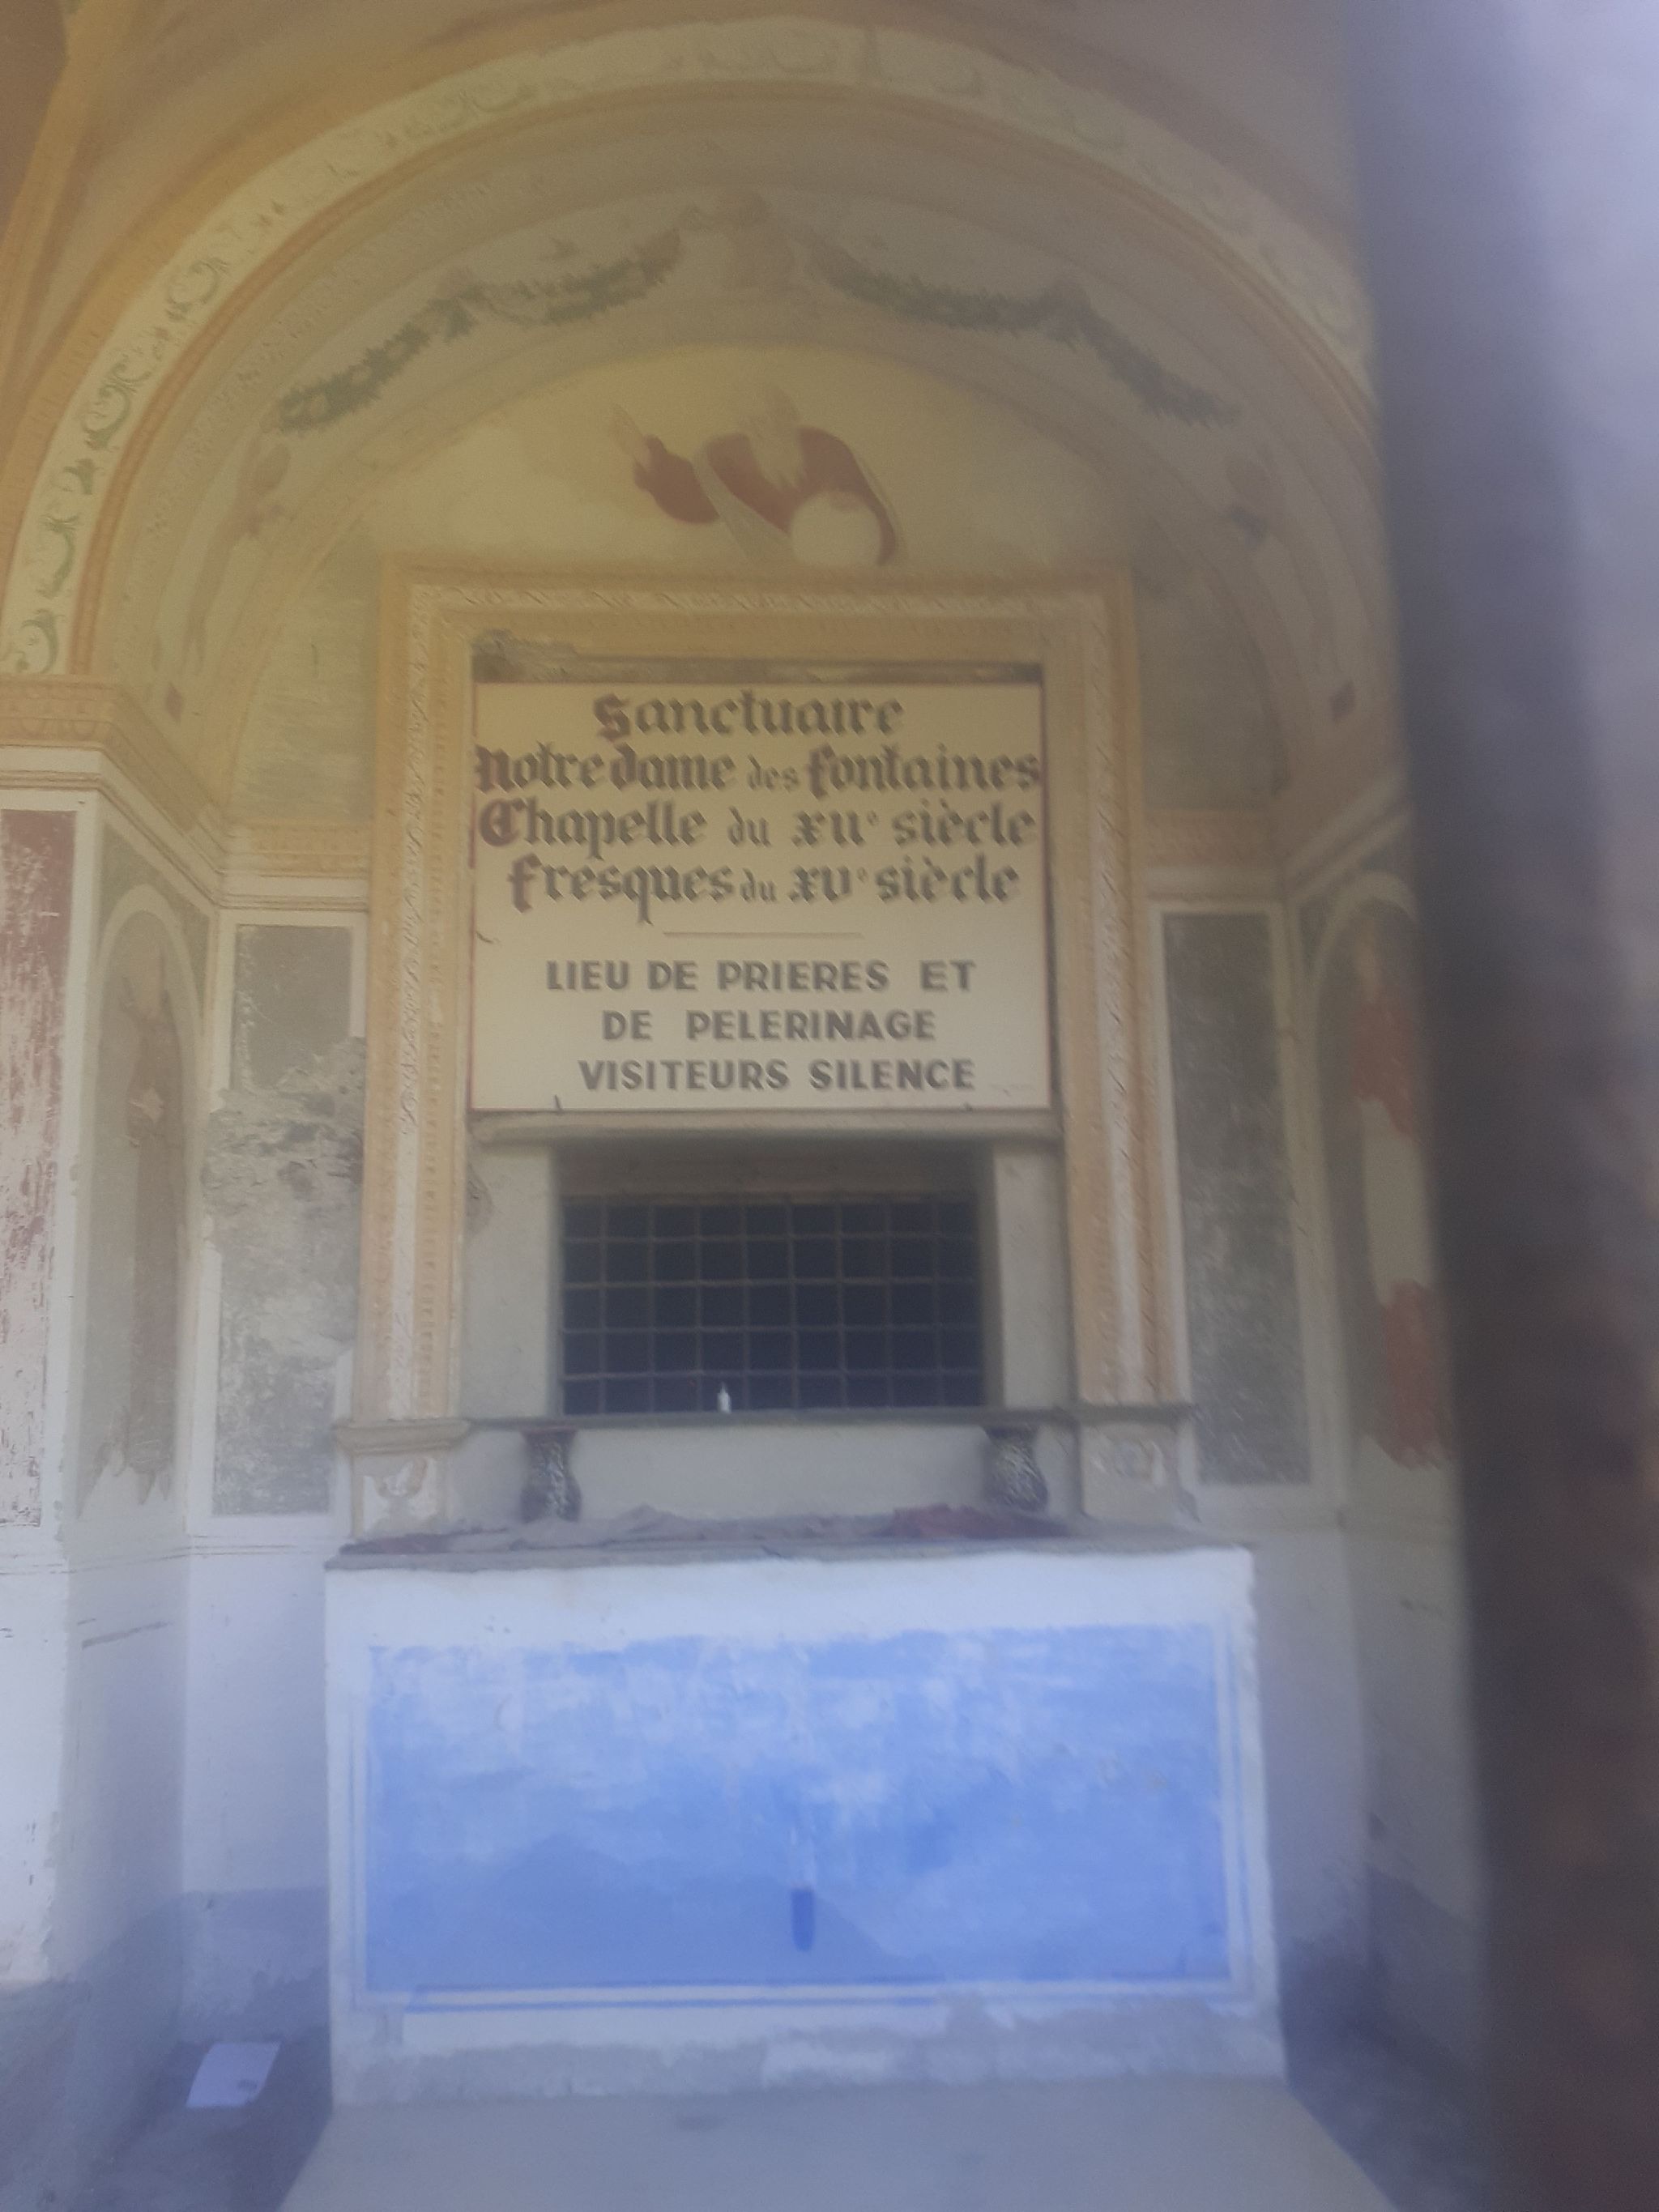 Sanctuaire
Notre dame des fontaines
Chapelle du XIIe siècle
fresques du XVe siècle
LIEU DE PRIERES ET
DE PELERINAGE
VISITEURS SILENCE